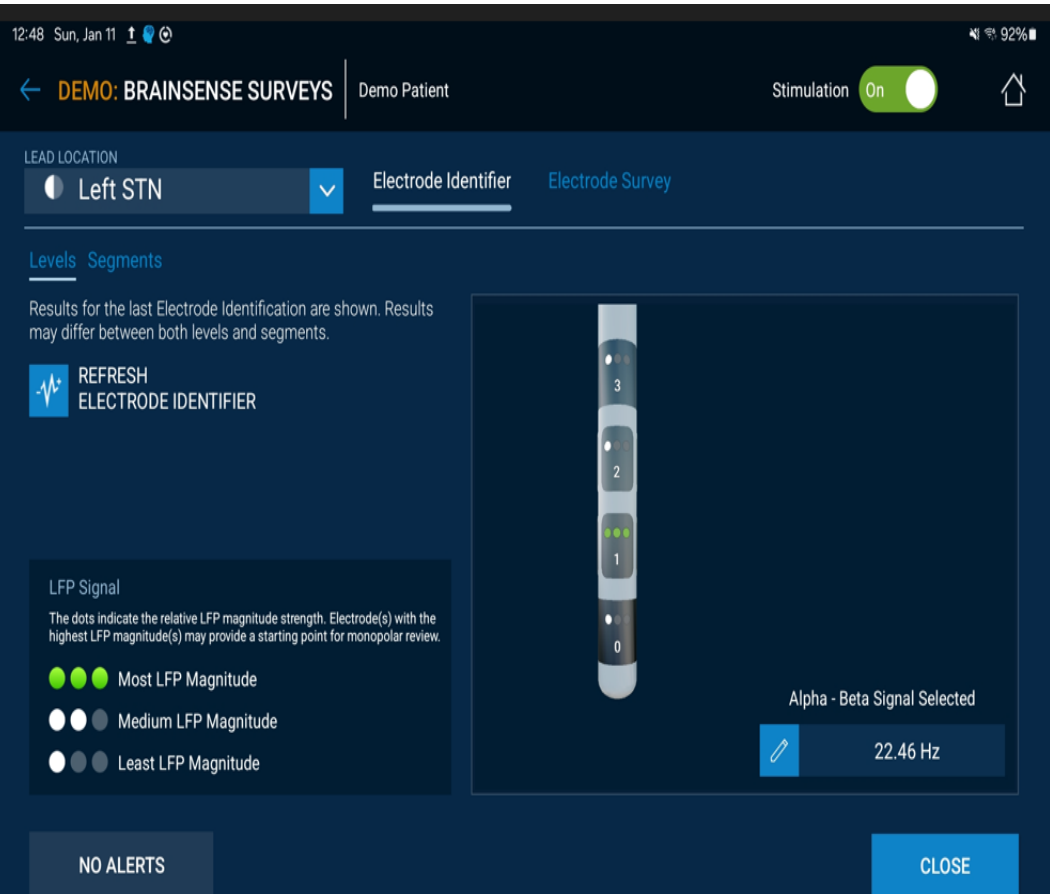 12:48 Sun, Jan 11
92%
DEMO: BRAINSENSE SURVEYS
Demo Patient
Stimulation On
LEAD LOCATION
Left STN
Electrode Identifier Electrode Survey
Levels Segments
Results for the last Electrode Identification are shown. Results
may differ between both levels and segments.
REFRESH
ELECTRODE IDENTIFIER
3
2
1
0
LFP Signal
The dots indicate the relative LFP magnitude strength. Electrode(s) with the
highest LFP magnitude(s) may provide a starting point for monopolar review.
Most LFP Magnitude
Medium LFP Magnitude
Least LFP Magnitude
Alpha - Beta Signal Selected
22.46 Hz
NO ALERTS
CLOSE